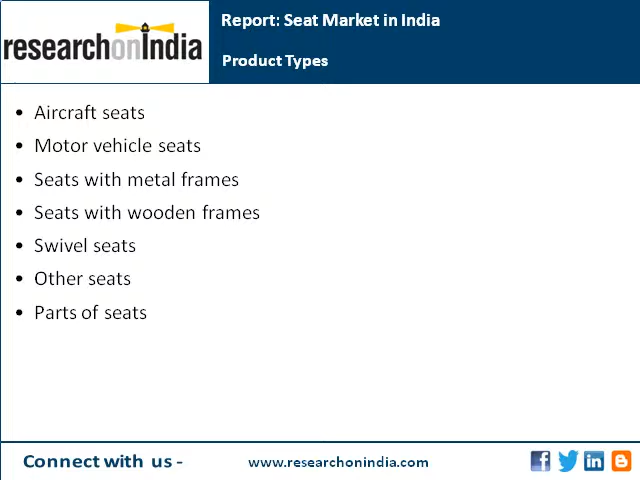 researchonindia
Report: Seat Market in India
Product Types
• Aircraft seats
• Motor vehicle seats
• Seats with metal frames
• Seats with wooden frames
• Swivel seats
• Other seats
• Parts of seats
Connect with us - www.researchonindia.com